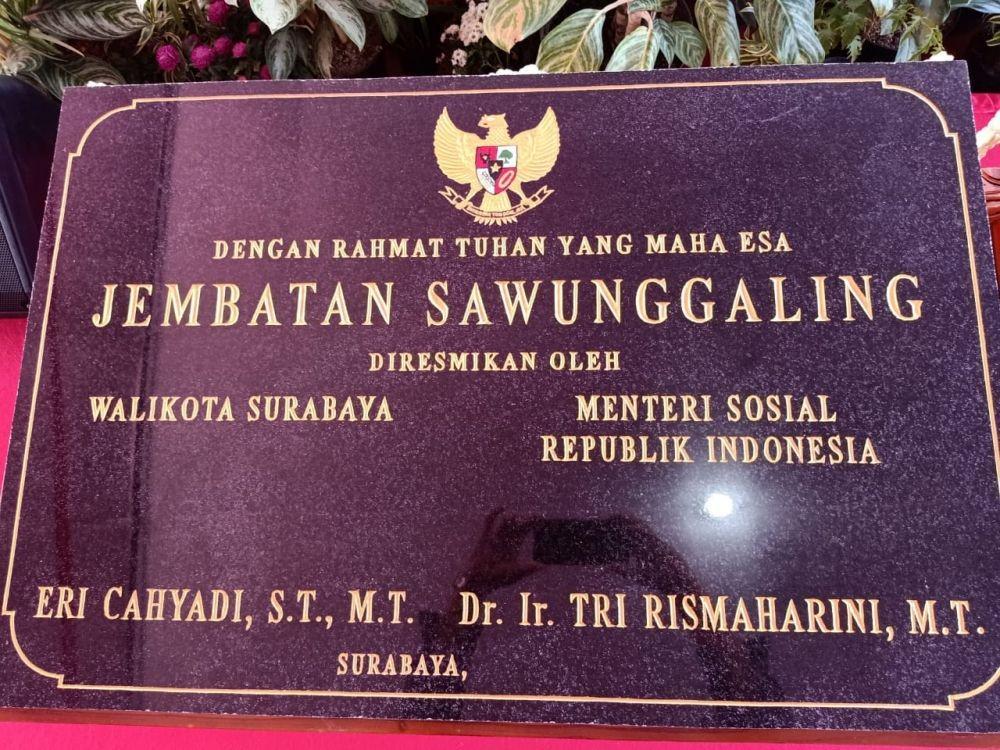 DENGAN RAHMAT TUHAN YANG MAHA ESA
JEMBATAN SAWUNGGALING
DIRESMIKAN OLEH
WALIKOTA SURABAYA
MENTERI SOSIAL
REPUBLIK INDONESIA
ERI CAHYADI, S.T., M.T.
Dr. Ir. TRI RISMAHARINI, M.T.
SURABAYA,